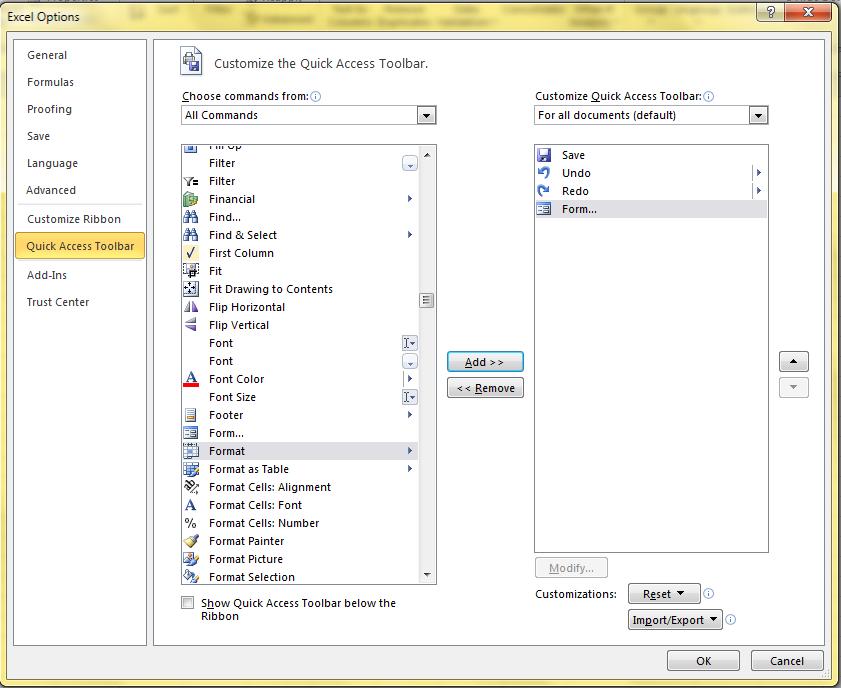 Excel Options
General
Formulas
Proofing
Save
Language
Advanced
Customize Ribbon
Quick Access Toolbar
Add-Ins
Trust Center
Customize the Quick Access Toolbar.
Choose commands from:
All Commands
Fill Up
Filter
Filter
Financial
Find...
Find & Select
First Column
Fit
Fit Drawing to Contents
Flip Horizontal
Flip Vertical
Font
Font
Font Color
Font Size
Footer
Form...
Format
Format as Table
Format Cells: Alignment
Format Cells: Font
Format Cells: Number
Format Painter
Format Picture
Format Selection
Show Quick Access Toolbar below the
Ribbon
Add >>
<< Remove
Customize Quick Access Toolbar:
For all documents (default)
Save
Undo
Redo
Form...
Modify...
Customizations:
Reset
Import/Export
OK
Cancel